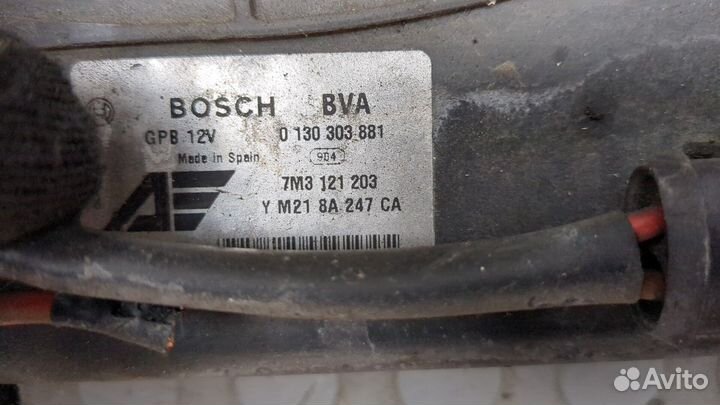 BOSCH BVA
GPB 12V 0 130 303 881
Made in Spain 904
7M3 121 203
YM21 8A 247 CA
Avito